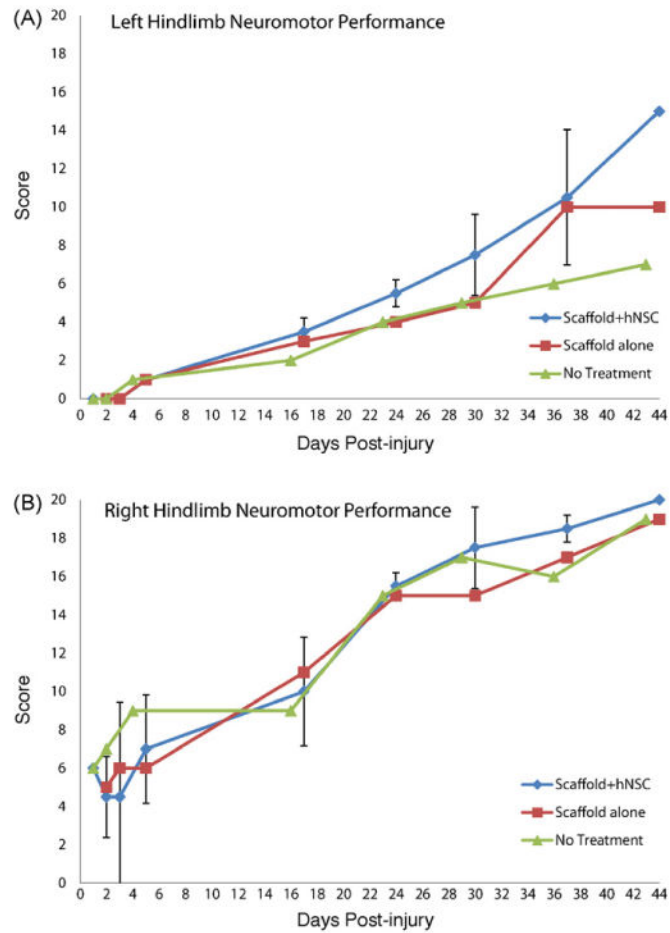 (A)
Left Hindlimb Neuromotor Performance
20
18
16
14
12
10
8
6
4
2
0
Score
Scaffold+hNSC
Scaffold alone
No Treatment
0 2 4 6 8 10 12 14 16 18 20 22 24 26 28 30 32 34 36 38 40 42 44
Days Post-injury
(B)
Right Hindlimb Neuromotor Performance
20
18
16
14
12
10
8
6
4
2
0
Score
Scaffold+hNSC
Scaffold alone
No Treatment
0 2 4 6 8 10 12 14 16 18 20 22 24 26 28 30 32 34 36 38 40 42 44
Days Post-injury